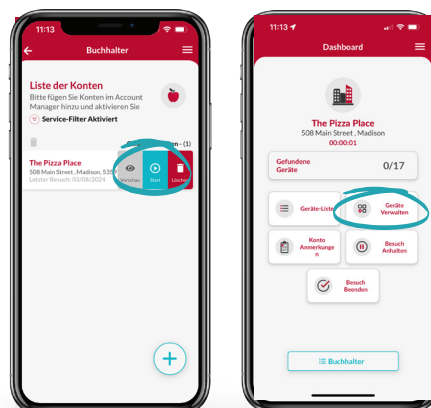 11:13
Buchhalter
Liste der Konten
Bitte fügen Sie Konten im Account
Manager hinzu und aktivieren Sie
Service-Filter Aktiviert
- (1)
The Pizza Place
508 Main Street , Madison, 535
Letzter Besuch: 03/08/2024
Vorschau
Start
Löschen
11:13
Dashboard
The Pizza Place
508 Main Street , Madison
00:00:01
Gefundene
Geräte
0/17
Geräte-Liste
Geräte
Verwalten
Konto
Anmerkunge
n
Besuch
Anhalten
Besuch
Beenden
Buchhalter